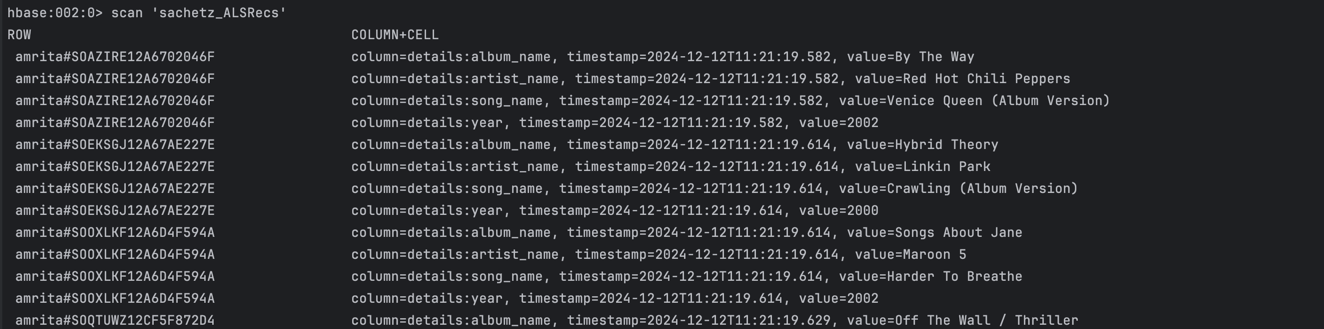 hbase:002:0> scan 'sachetz_ALSRecs'
ROW COLUMN+CELL
amrita#SOAZIRE12A6702046F column=details:album_name, timestamp=2024-12-12T11:21:19.582, value=By The Way
amrita#SOAZIRE12A6702046F column=details:artist_name, timestamp=2024-12-12T11:21:19.582, value=Red Hot Chili Peppers
amrita#SOAZIRE12A6702046F column=details:song_name, timestamp=2024-12-12T11:21:19.582, value=Venice Queen (Album Version)
amrita#SOAZIRE12A6702046F column=details:year, timestamp=2024-12-12T11:21:19.582, value=2002
amrita#SOEKSGJ12A67AE227E column=details:album_name, timestamp=2024-12-12T11:21:19.614, value=Hybrid Theory
amrita#SOEKSGJ12A67AE227E column=details:artist_name, timestamp=2024-12-12T11:21:19.614, value=Linkin Park
amrita#SOEKSGJ12A67AE227E column=details:song_name, timestamp=2024-12-12T11:21:19.614, value=Crawling (Album Version)
amrita#SOEKSGJ12A67AE227E column=details:year, timestamp=2024-12-12T11:21:19.614, value=2000
amrita#SOOXLKF12A6D4F594A column=details:album_name, timestamp=2024-12-12T11:21:19.614, value=Songs About Jane
amrita#SOOXLKF12A6D4F594A column=details:artist_name, timestamp=2024-12-12T11:21:19.614, value=Maroon 5
amrita#SOOXLKF12A6D4F594A column=details:song_name, timestamp=2024-12-12T11:21:19.614, value=Harder To Breathe
amrita#SOOXLKF12A6D4F594A column=details:year, timestamp=2024-12-12T11:21:19.614, value=2002
amrita#SOQTUWZ12CF5F872D4 column=details:album_name, timestamp=2024-12-12T11:21:19.629, value=Off The Wall / Thriller